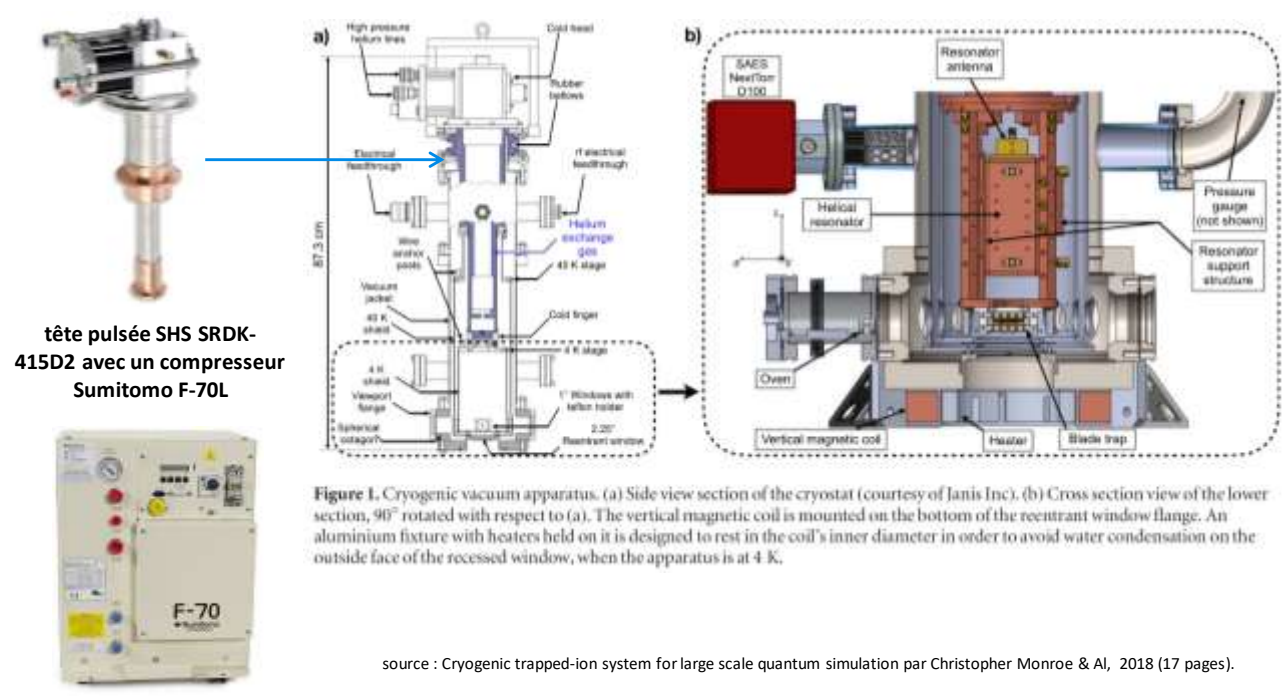 a)
High pressure
helium lines
Cold head
Rubber
bellows
Electrical
feedthrough
rf electrical
feedthrough
87.3 cm
Helium
exchange
gas
Wire
anchor
posts
40 K stage
Vacuum
jacket
40 K
shield
Cold finger
4 K stage
4 K
shield
Viewport
flange
1" Windows with
teflon holder
Spherical
octagon
Reentrant window
b)
SAES
NextTorr
D100
Resonator
antenna
Helical
resonator
Pressure
gauge
(not shown)
Resonator
support
structure
Oven
Vertical magnetic coil
Heater
Blade trap
tête pulsée SHS SRDK-
415D2 avec un compresseur
Sumitomo F-70L
F-70
Figure 1. Cryogenic vacuum apparatus. (a) Side view section of the cryostat (courtesy of Janis Inc). (b) Cross section view of the lower
section, 90° rotated with respect to (a). The vertical magnetic coil is mounted on the bottom of the reentrant window flange. An
aluminium fixture with heaters held on it is designed to rest in the coil's inner diameter in order to avoid water condensation on the
outside face of the recessed window, when the apparatus is at 4 K.
source : Cryogenic trapped-ion system for large scale quantum simulation par Christopher Monroe & Al, 2018 (17 pages).